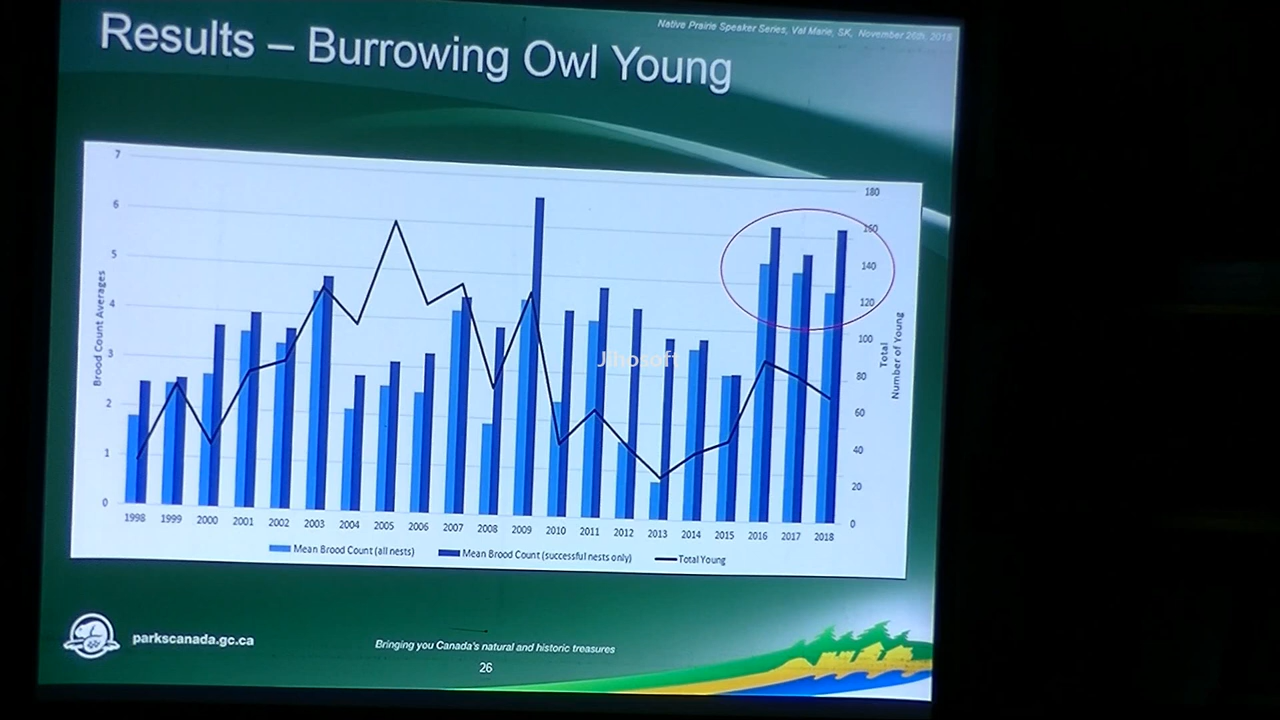 Native Prairie Speaker Series, Val Marie, SK, November 26th, 2018
Results – Burrowing Owl Young
7
6
5
4
3
2
1
0
Brood Count Averages
180
160
140
120
100
80
60
40
20
0
Total
Number of Young
1998 1999 2000 2001 2002 2003 2004 2005 2006 2007 2008 2009 2010 2011 2012 2013 2014 2015 2016 2017 2018
Mean Brood Count (all nests) Mean Brood Count (successful nests only) Total Young
Jihosoft
parkscanada.gc.ca
Bringing you Canada's natural and historic treasures
26